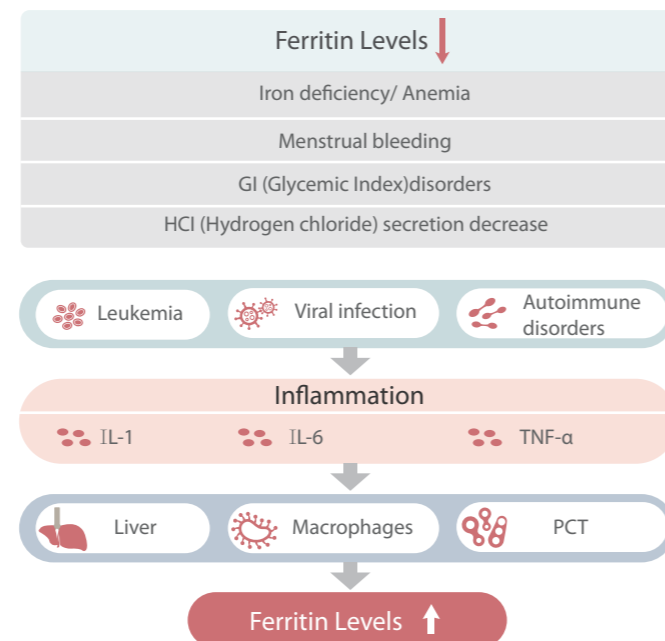 Ferritin Levels
Iron deficiency/ Anemia
Menstrual bleeding
GI (Glycemic Index)disorders
HCI (Hydrogen chloride) secretion decrease
Leukemia
Viral infection
Autoimmune
disorders
Inflammation
IL-1
IL-6
TNF-α
Liver
Macrophages
PCT
Ferritin Levels